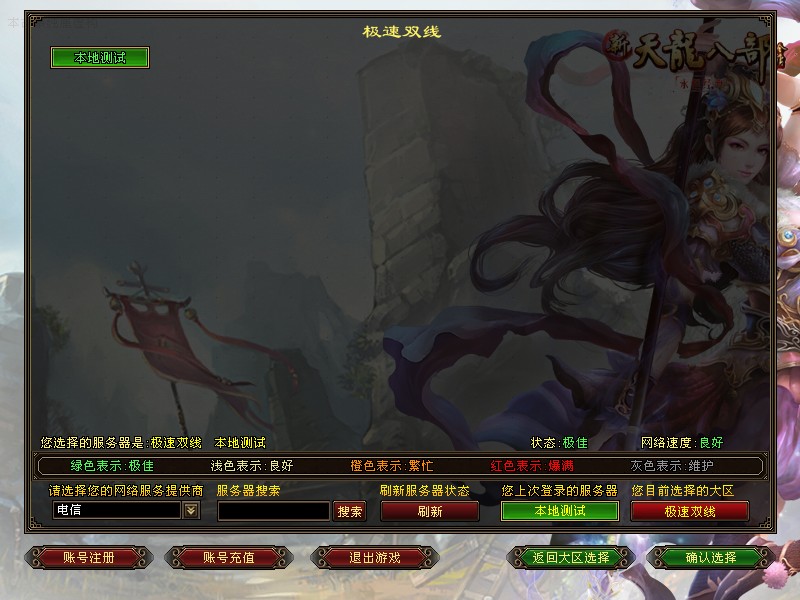 极速双线
新天龍八部
本地测试
您选择的服务器是:极速双线 本地测试 状态:极佳 网络速度:良好
绿色表示:极佳 浅色表示:良好 橙色表示:繁忙 红色表示:爆满 灰色表示:维护
请选择您的网络服务提供商 服务器搜索 刷新服务器状态 您上次登录的服务器 您目前选择的大区
电信 搜索 刷新 本地测试 极速双线
账号注册 账号充值 退出游戏 返回大区选择 确认选择